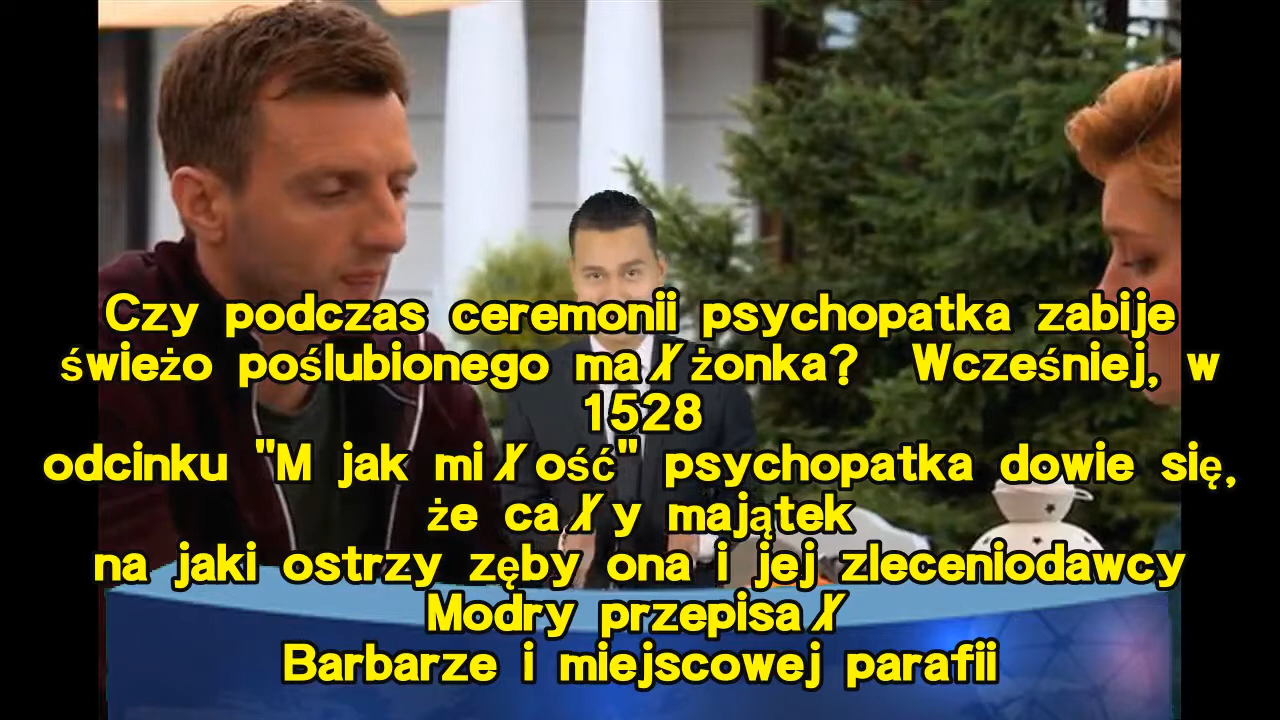 Czy podczas ceremonii psychopatka zabije
świeżo poślubionego małżonka? Wcześniej, w
1528
odcinku "M jak miłość" psychopatka dowie się,
że cały majątek
na jaki ostrzy zęby ona i jej zleceniodawcy
Modry przepisał
Barbarze i miejscowej parafii